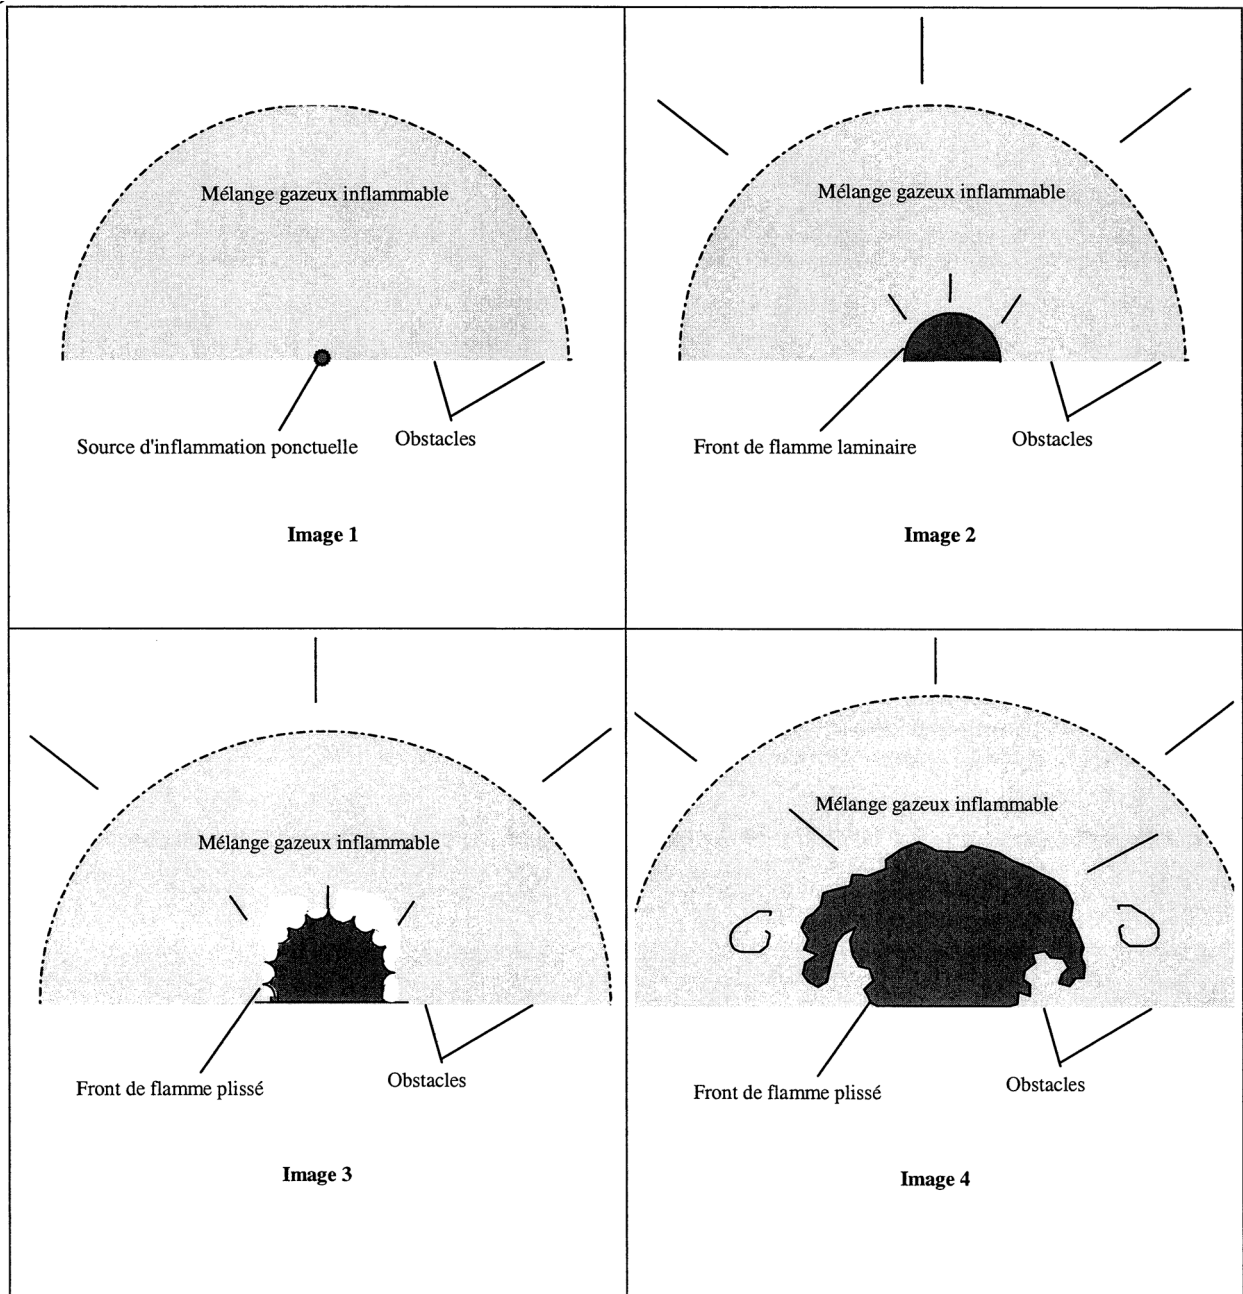 Mélange gazeux inflammable
Source d'inflammation ponctuelle
Obstacles
Image 1
Mélange gazeux inflammable
Front de flamme laminaire
Obstacles
Image 2
Mélange gazeux inflammable
Front de flamme plissé
Obstacles
Image 3
Mélange gazeux inflammable
Front de flamme plissé
Obstacles
Image 4